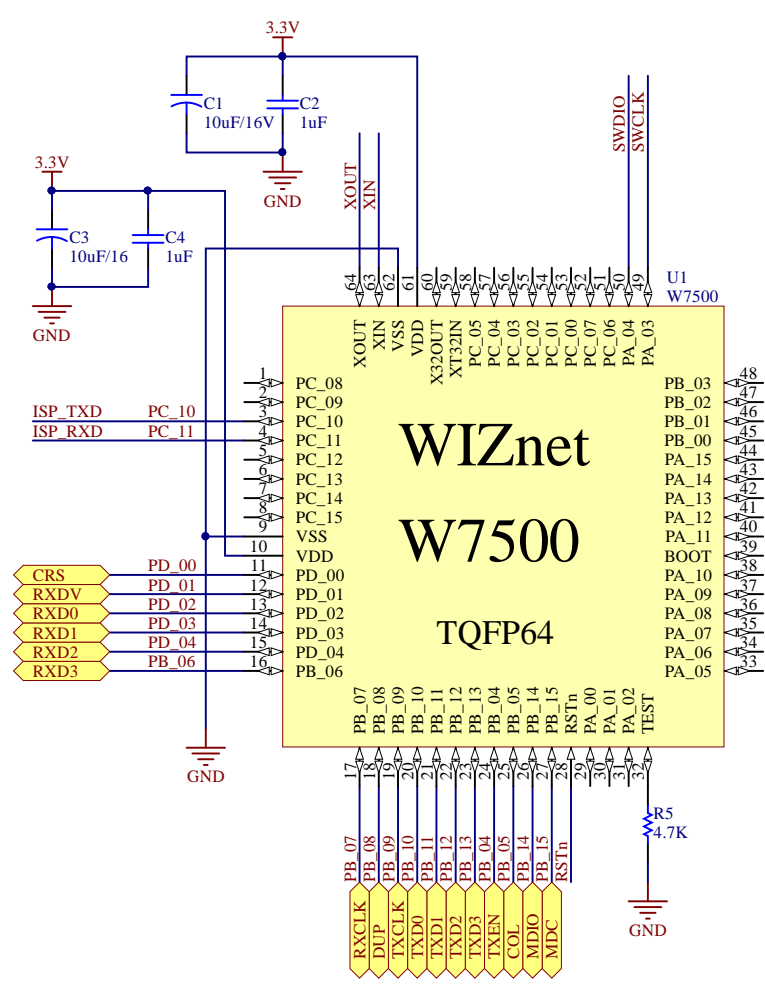 3.3V
C1
10uF/16V
C2
1uF
GND
3.3V
C3
10uF/16
C4
1uF
GND
XOUT
XIN
SWDIO
SWCLK
64
63
62
61
60
59
58
57
56
55
54
53
52
51
50
49
U1
W7500
XOUT
XIN
VSS
VDD
X32OUT
XT32IN
PC_05
PC_04
PC_03
PC_02
PC_01
PC_00
PC_07
PC_06
PA_04
PA_03
1 PC_08
2 PC_09
ISP_TXD PC_10 3 PC_10
ISP_RXD PC_11 4 PC_11
5 PC_12
6 PC_13
7 PC_14
8 PC_15
9 VSS
10 VDD
CRS PD_00 11 PD_00
RXDV PD_01 12 PD_01
RXD0 PD_02 13 PD_02
RXD1 PD_03 14 PD_03
RXD2 PD_04 15 PD_04
RXD3 PB_06 16 PB_06
WIZnet
W7500
TQFP64
PB_03 48
PB_02 47
PB_01 46
PB_00 45
PA_15 44
PA_14 43
PA_13 42
PA_12 41
PA_11 40
BOOT 39
PA_10 38
PA_09 37
PA_08 36
PA_07 35
PA_06 34
PA_05 33
PB_07
PB_08
PB_09
PB_10
PB_11
PB_12
PB_13
PB_04
PB_05
PB_14
PB_15
RSTn
PA_00
PA_01
PA_02
TEST
GND
17
18
19
20
21
22
23
24
25
26
27
28
29
30
31
32
PB_07
PB_08
PB_09
PB_10
PB_11
PB_12
PB_13
PB_04
PB_05
PB_14
PB_15
RSTn
R5
4.7K
GND
RXCLK
DUP
TXCLK
TXD0
TXD1
TXD2
TXD3
TXEN
COL
MDIO
MDC